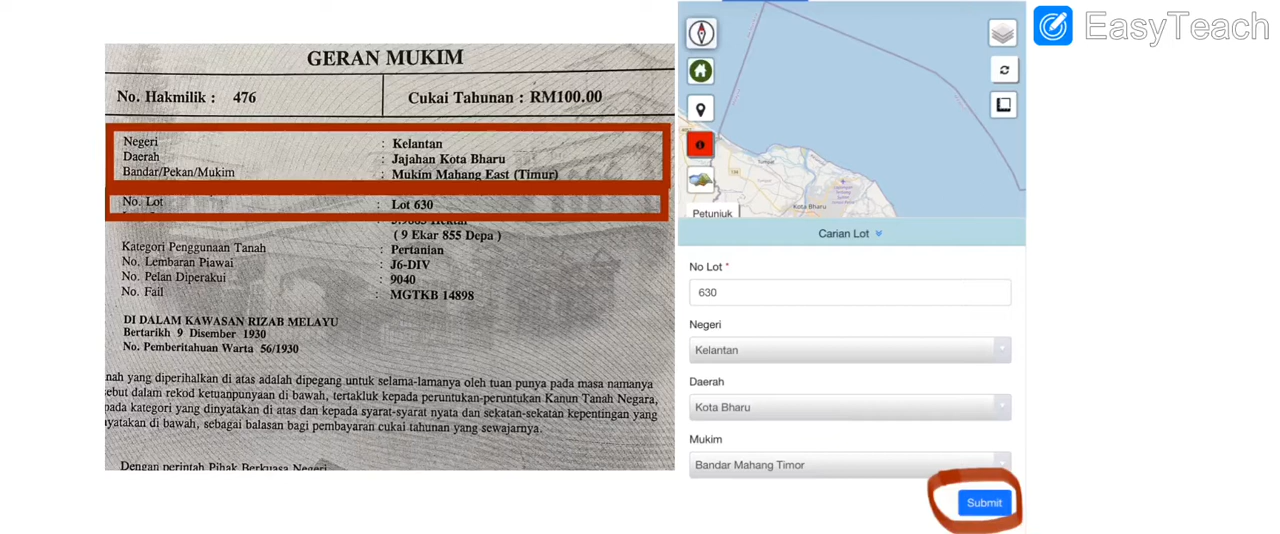 EasyTeach
GERAN MUKIM
No. Hakmilik : 476
Cukai Tahunan : RM100.00
Negeri : Kelantan
Daerah : Jajahan Kota Bharu
Bandar/Pekan/Mukim : Mukim Mahang East (Timur)
No. Lot : Lot 630
( 9 Ekar 855 Depa )
Kategori Penggunaan Tanah : Pertanian
No. Lembaran Piawai : J6-DIV
No. Pelan Diperakui : 9040
No. Fail : MGTKB 14898
DI DALAM KAWASAN RIZAB MELAYU
Bertarikh 9 Disember 1930
No. Pemberitahuan Warta 56/1930
nah yang diperihalkan di atas adalah dipegang untuk selama-lamanya oleh tuan punya pada masa namanya
sebut dalam rekod ketuanpunyaan di bawah, tertakluk kepada peruntukan-peruntukan Kanun Tanah Negara,
pada kategori yang dinyatakan di atas dan kepada syarat-syarat nyata dan sekatan-sekatan kepentingan yang
nyatakan di bawah, sebagai balasan bagi pembayaran cukai tahunan yang sewajarnya.
Dengan perintah Pihak Berkuasa Negeri
Tumpat
Kota Bharu
Petunjuk
Carian Lot
No Lot *
630
Negeri
Kelantan
Daerah
Kota Bharu
Mukim
Bandar Mahang Timor
Submit